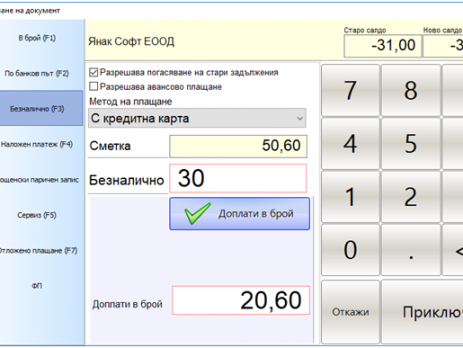 ване на документ
В брой (F1)
По банков път (F2)
Безналично (F3)
Наложен платеж (F4)
ощенски паричен запис
Сервиз (F5)
Отложено плащане (F7)
ФП
Янак Софт ЕООД
Старо салдо
-31,00
Ново салдо
-3
Разрешава погасяване на стари задължения
Разрешава авансово плащане
Метод на плащане
С кредитна карта
Сметка 50,60
Безналично 30
Доплати в брой
Доплати в брой 20,60
7 8
4 5
1 2
0 . <
Откажи Приключ